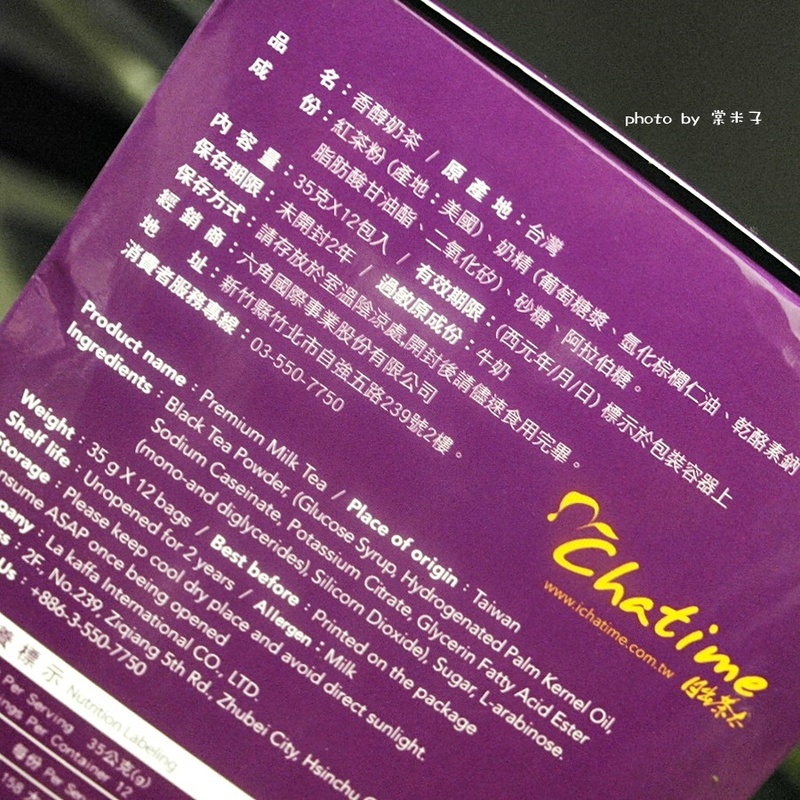 photo by 棠米子
品名：香醇奶茶 / 原產地：台灣
成份：紅茶粉 (產地：美國)、奶精 (葡萄糖漿、氫化棕櫚仁油、乾酪素鈉
脂肪酸甘油酯、二氧化矽)、砂糖、阿拉伯糖。
內容量：35克X12包入 / 有效期限：(西元年/月/日) 標示於包裝容器上
保存期限：未開封2年 / 過敏原成份：牛奶
保存方式：請存放於室溫陰涼處,開封後請儘速食用完畢。
經銷商：六角國際事業股份有限公司
地址：新竹縣竹北市自強五路239號2樓。
消費者服務專線：03-550-7750
Product name : Premium Milk Tea / Place of origin : Taiwan
Ingredients : Black Tea Powder, (Glucose Syrup, Hydrogenated Palm Kernel Oil,
Sodium Caseinate, Potassium Citrate, Glycerin Fatty Acid Ester
(mono-and diglycerides), Silicorn Dioxide), Sugar, L-arabinose.
Weight : 35 g X 12 bags / Best before : Printed on the package
Shelf life : Unopened for 2 years / Allergen : Milk
Storage : Please keep cool dry place and avoid direct sunlight.
onsume ASAP once being opened
pany : La kaffa International CO., LTD.
ss : 2F, No.239, Ziqiang 5th Rd., Zhubei City, Hsinchu
Us : +886-3-550-7750
Chatime
www.ichatime.com.tw
日出茶太
標示 Nutrition Labeling
Per Serving 35公克(g)
ngs Per Container 12
每份 Per Ser
158